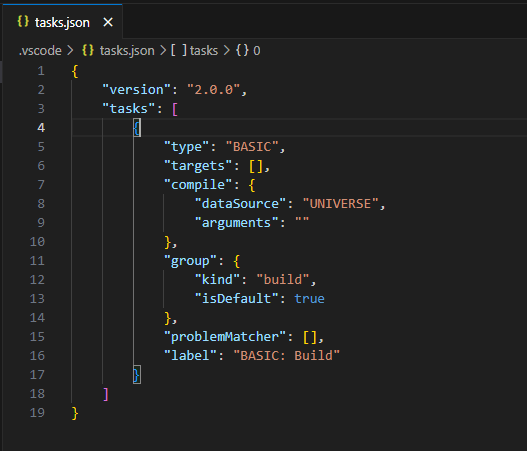 {} tasks.json ×
.vscode > {} tasks.json > [ ] tasks > {} 0
1 {
2     "version": "2.0.0",
3     "tasks": [
4         {
5             "type": "BASIC",
6             "targets": [],
7             "compile": {
8                 "dataSource": "UNIVERSE",
9                 "arguments": ""
10             },
11             "group": {
12                 "kind": "build",
13                 "isDefault": true
14             },
15             "problemMatcher": [],
16             "label": "BASIC: Build"
17         }
18     ]
19 }